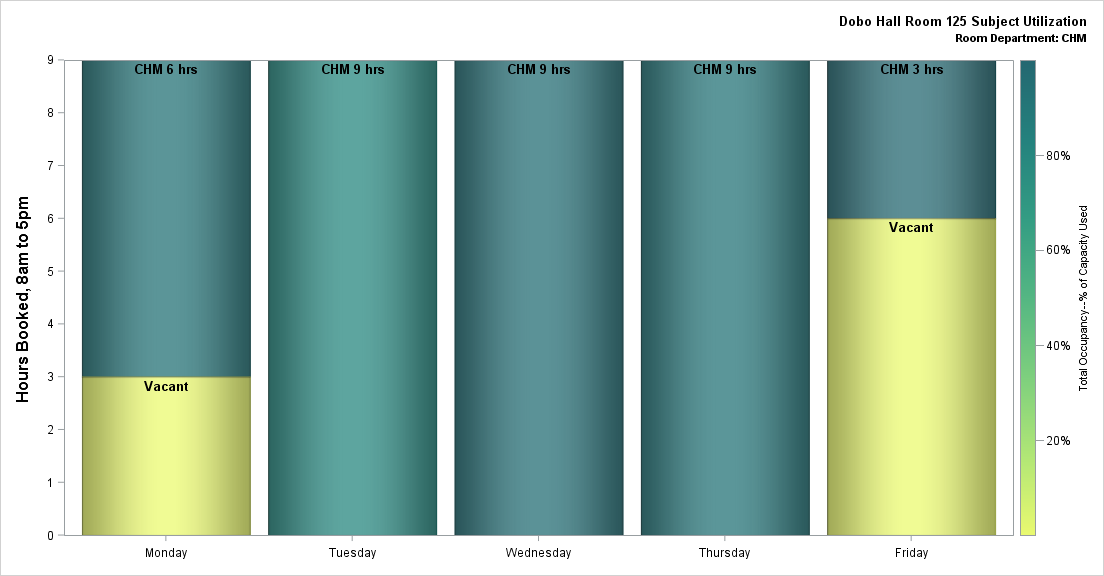 Dobo Hall Room 125 Subject Utilization
Room Department: CHM
Hours Booked, 8am to 5pm
9
8
7
6
5
4
3
2
1
0
CHM 6 hrs
CHM 9 hrs
CHM 9 hrs
CHM 9 hrs
CHM 3 hrs
Vacant
Vacant
Monday
Tuesday
Wednesday
Thursday
Friday
80%
60%
40%
20%
Total Occupancy--% of Capacity Used